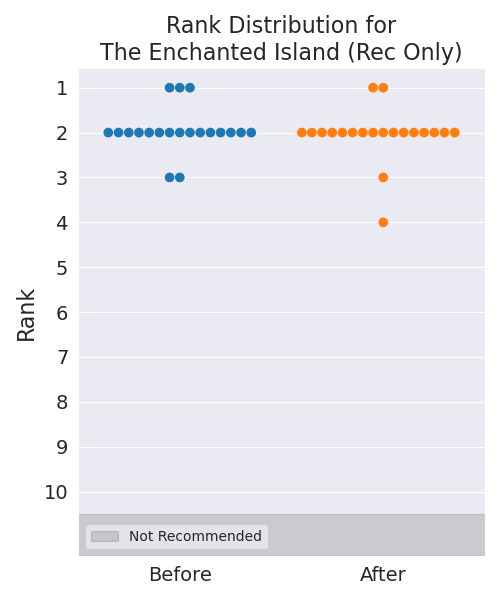 Rank Distribution for
The Enchanted Island (Rec Only)
1
2
3
4
5
6
7
8
9
10
Rank
Not Recommended
Before
After